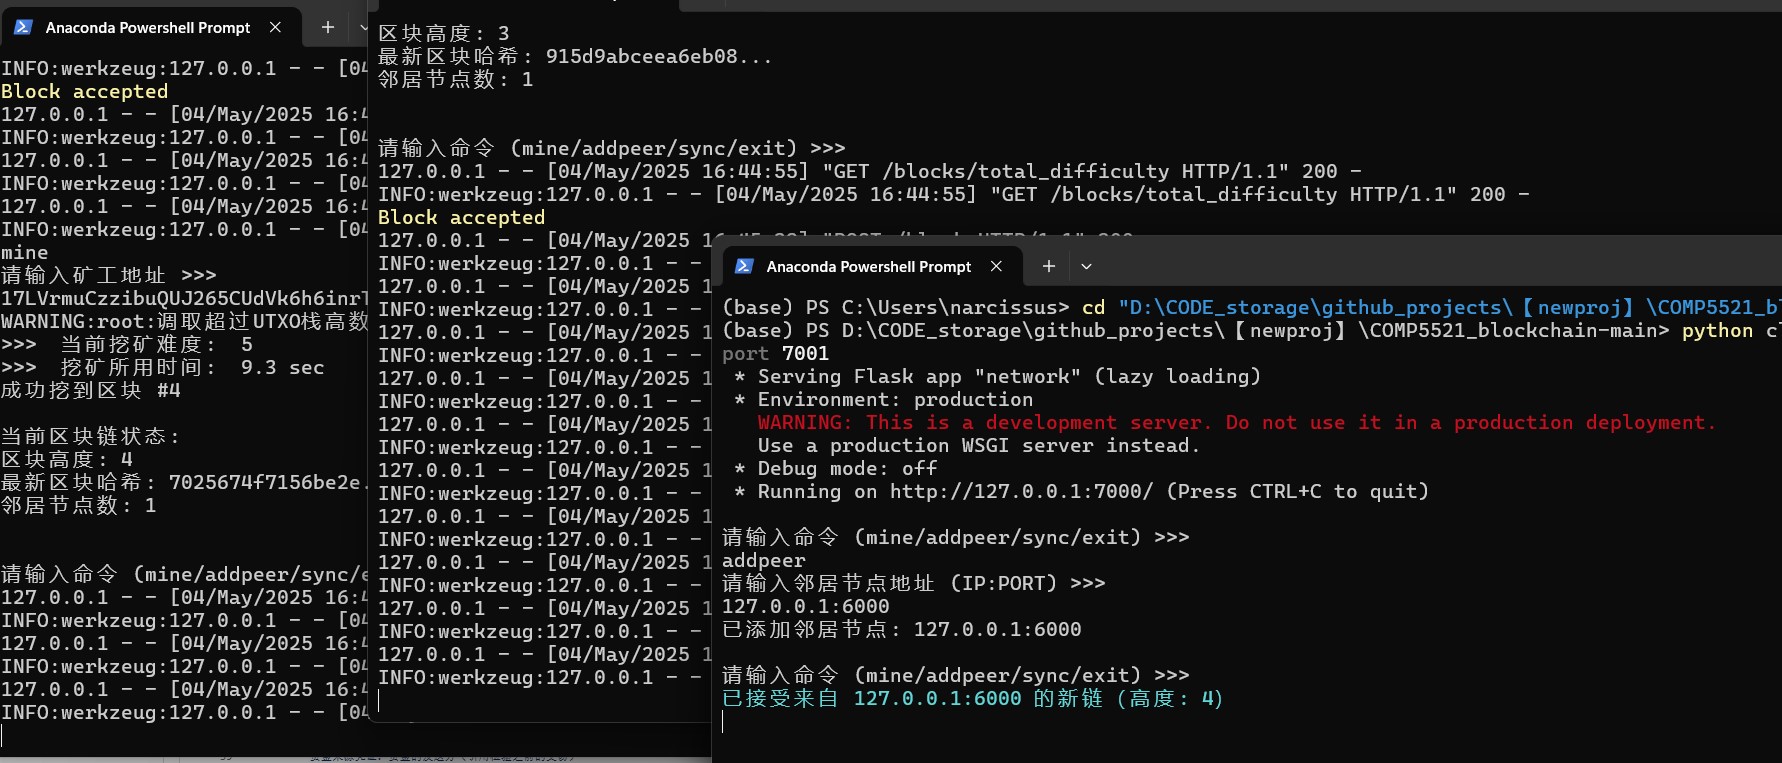 Anaconda Powershell Prompt
INFO:werkzeug:127.0.0.1 - - [04
Block accepted
127.0.0.1 - - [04/May/2025 16:4
INFO:werkzeug:127.0.0.1 - - [04
127.0.0.1 - - [04/May/2025 16:4
INFO:werkzeug:127.0.0.1 - - [04
127.0.0.1 - - [04/May/2025 16:4
INFO:werkzeug:127.0.0.1 - - [04
mine
请输入矿工地址 >>>
17LVrmuCzzibuQUJ265CUdVk6h6inr
WARNING:root:调取超过UTXO栈高数
>>>  当前挖矿难度:  5
>>>  挖矿所用时间:  9.3 sec
成功挖到区块 #4
当前区块链状态:
区块高度: 4
最新区块哈希: 7025674f7156be2e.
邻居节点数: 1
请输入命令 (mine/addpeer/sync/e
127.0.0.1 - - [04/May/2025 16:4
INFO:werkzeug:127.0.0.1 - - [04
127.0.0.1 - - [04/May/2025 16:4
INFO:werkzeug:127.0.0.1 - - [04
127.0.0.1 - - [04/May/2025 16:4
INFO:werkzeug:127.0.0.1 - - [04
区块高度: 3
最新区块哈希: 915d9abceea6eb08...
邻居节点数: 1
请输入命令 (mine/addpeer/sync/exit) >>>
127.0.0.1 - - [04/May/2025 16:44:55] "GET /blocks/total_difficulty HTTP/1.1" 200 -
INFO:werkzeug:127.0.0.1 - - [04/May/2025 16:44:55] "GET /blocks/total_difficulty HTTP/1.1" 200 -
Block accepted
127.0.0.1 - - [04/May/2025 1
INFO:werkzeug:127.0.0.1 - -
127.0.0.1 - - [04/May/2025 1
INFO:werkzeug:127.0.0.1 - -
127.0.0.1 - - [04/May/2025 1
INFO:werkzeug:127.0.0.1 - -
127.0.0.1 - - [04/May/2025 1
INFO:werkzeug:127.0.0.1 - -
127.0.0.1 - - [04/May/2025 1
INFO:werkzeug:127.0.0.1 - -
127.0.0.1 - - [04/May/2025 1
INFO:werkzeug:127.0.0.1 - -
127.0.0.1 - - [04/May/2025 1
INFO:werkzeug:127.0.0.1 - -
127.0.0.1 - - [04/May/2025 1
INFO:werkzeug:127.0.0.1 - -
127.0.0.1 - - [04/May/2025 1
INFO:werkzeug:127.0.0.1 - -
127.0.0.1 - - [04/May/2025 1
INFO:werkzeug:127.0.0.1 - -
Anaconda Powershell Prompt
(base) PS C:\Users\narcissus> cd "D:\CODE_storage\github_projects\【newproj】\COMP5521_bl
(base) PS D:\CODE_storage\github_projects\【newproj】\COMP5521_blockchain-main> python cl
port 7001
 * Serving Flask app "network" (lazy loading)
 * Environment: production
   WARNING: This is a development server. Do not use it in a production deployment.
   Use a production WSGI server instead.
 * Debug mode: off
 * Running on http://127.0.0.1:7000/ (Press CTRL+C to quit)
请输入命令 (mine/addpeer/sync/exit) >>>
addpeer
请输入邻居节点地址 (IP:PORT) >>>
127.0.0.1:6000
已添加邻居节点: 127.0.0.1:6000
请输入命令 (mine/addpeer/sync/exit) >>>
已接受来自 127.0.0.1:6000 的新链 (高度: 4)